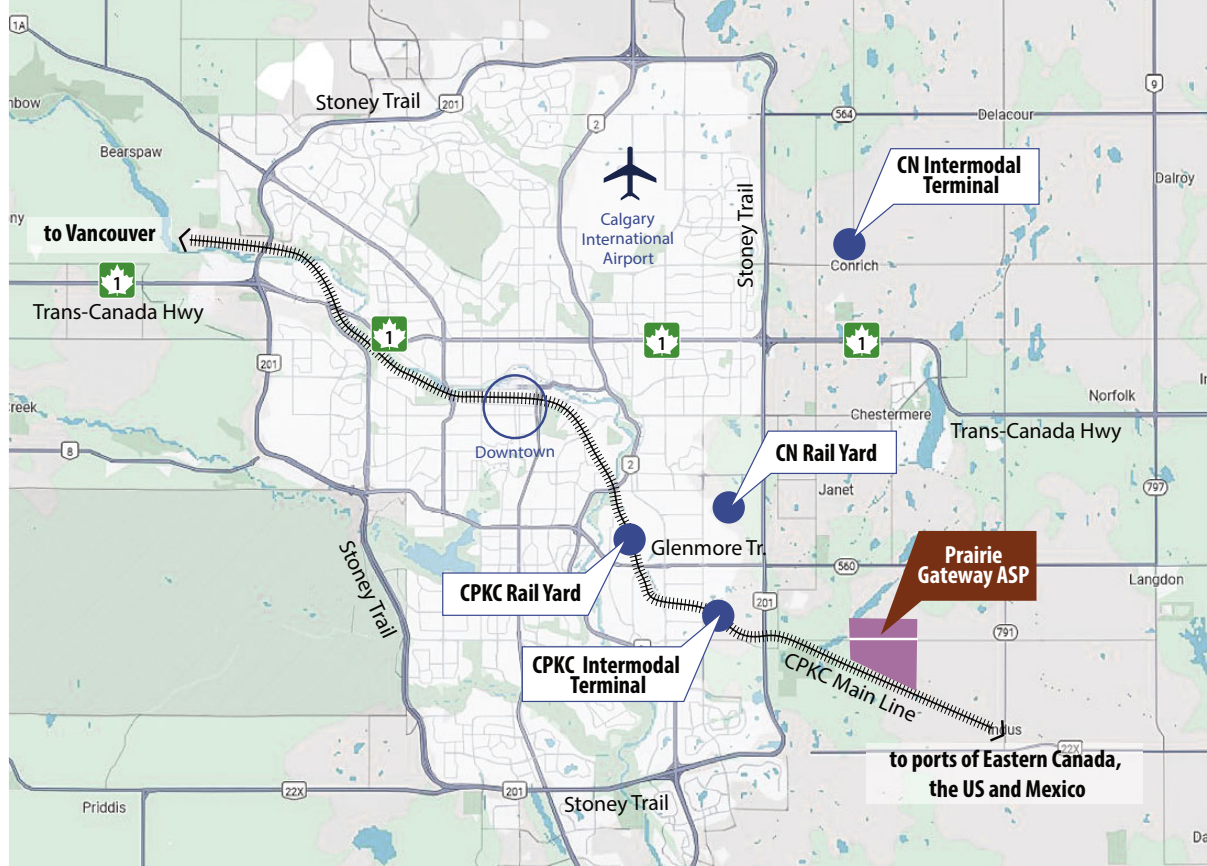 1A
9
Stoney Trail
201
2
564
Delacour
Bearspaw
CN Intermodal
Terminal
Dalroy
Calgary
International
Airport
Stoney Trail
to Vancouver
Conrich
1
Trans-Canada Hwy
1
1
1
201
Norfolk
Chestermere
Trans-Canada Hwy
Creek
8
Downtown
2
CN Rail Yard
Janet
797
Glenmore Tr.
Prairie
Gateway ASP
560
Langdon
CPKC Rail Yard
Stoney Trail
201
791
CPKC Intermodal
Terminal
CPKC Main Line
22X
to ports of Eastern Canada,
the US and Mexico
22X
201
Stoney Trail
Priddis